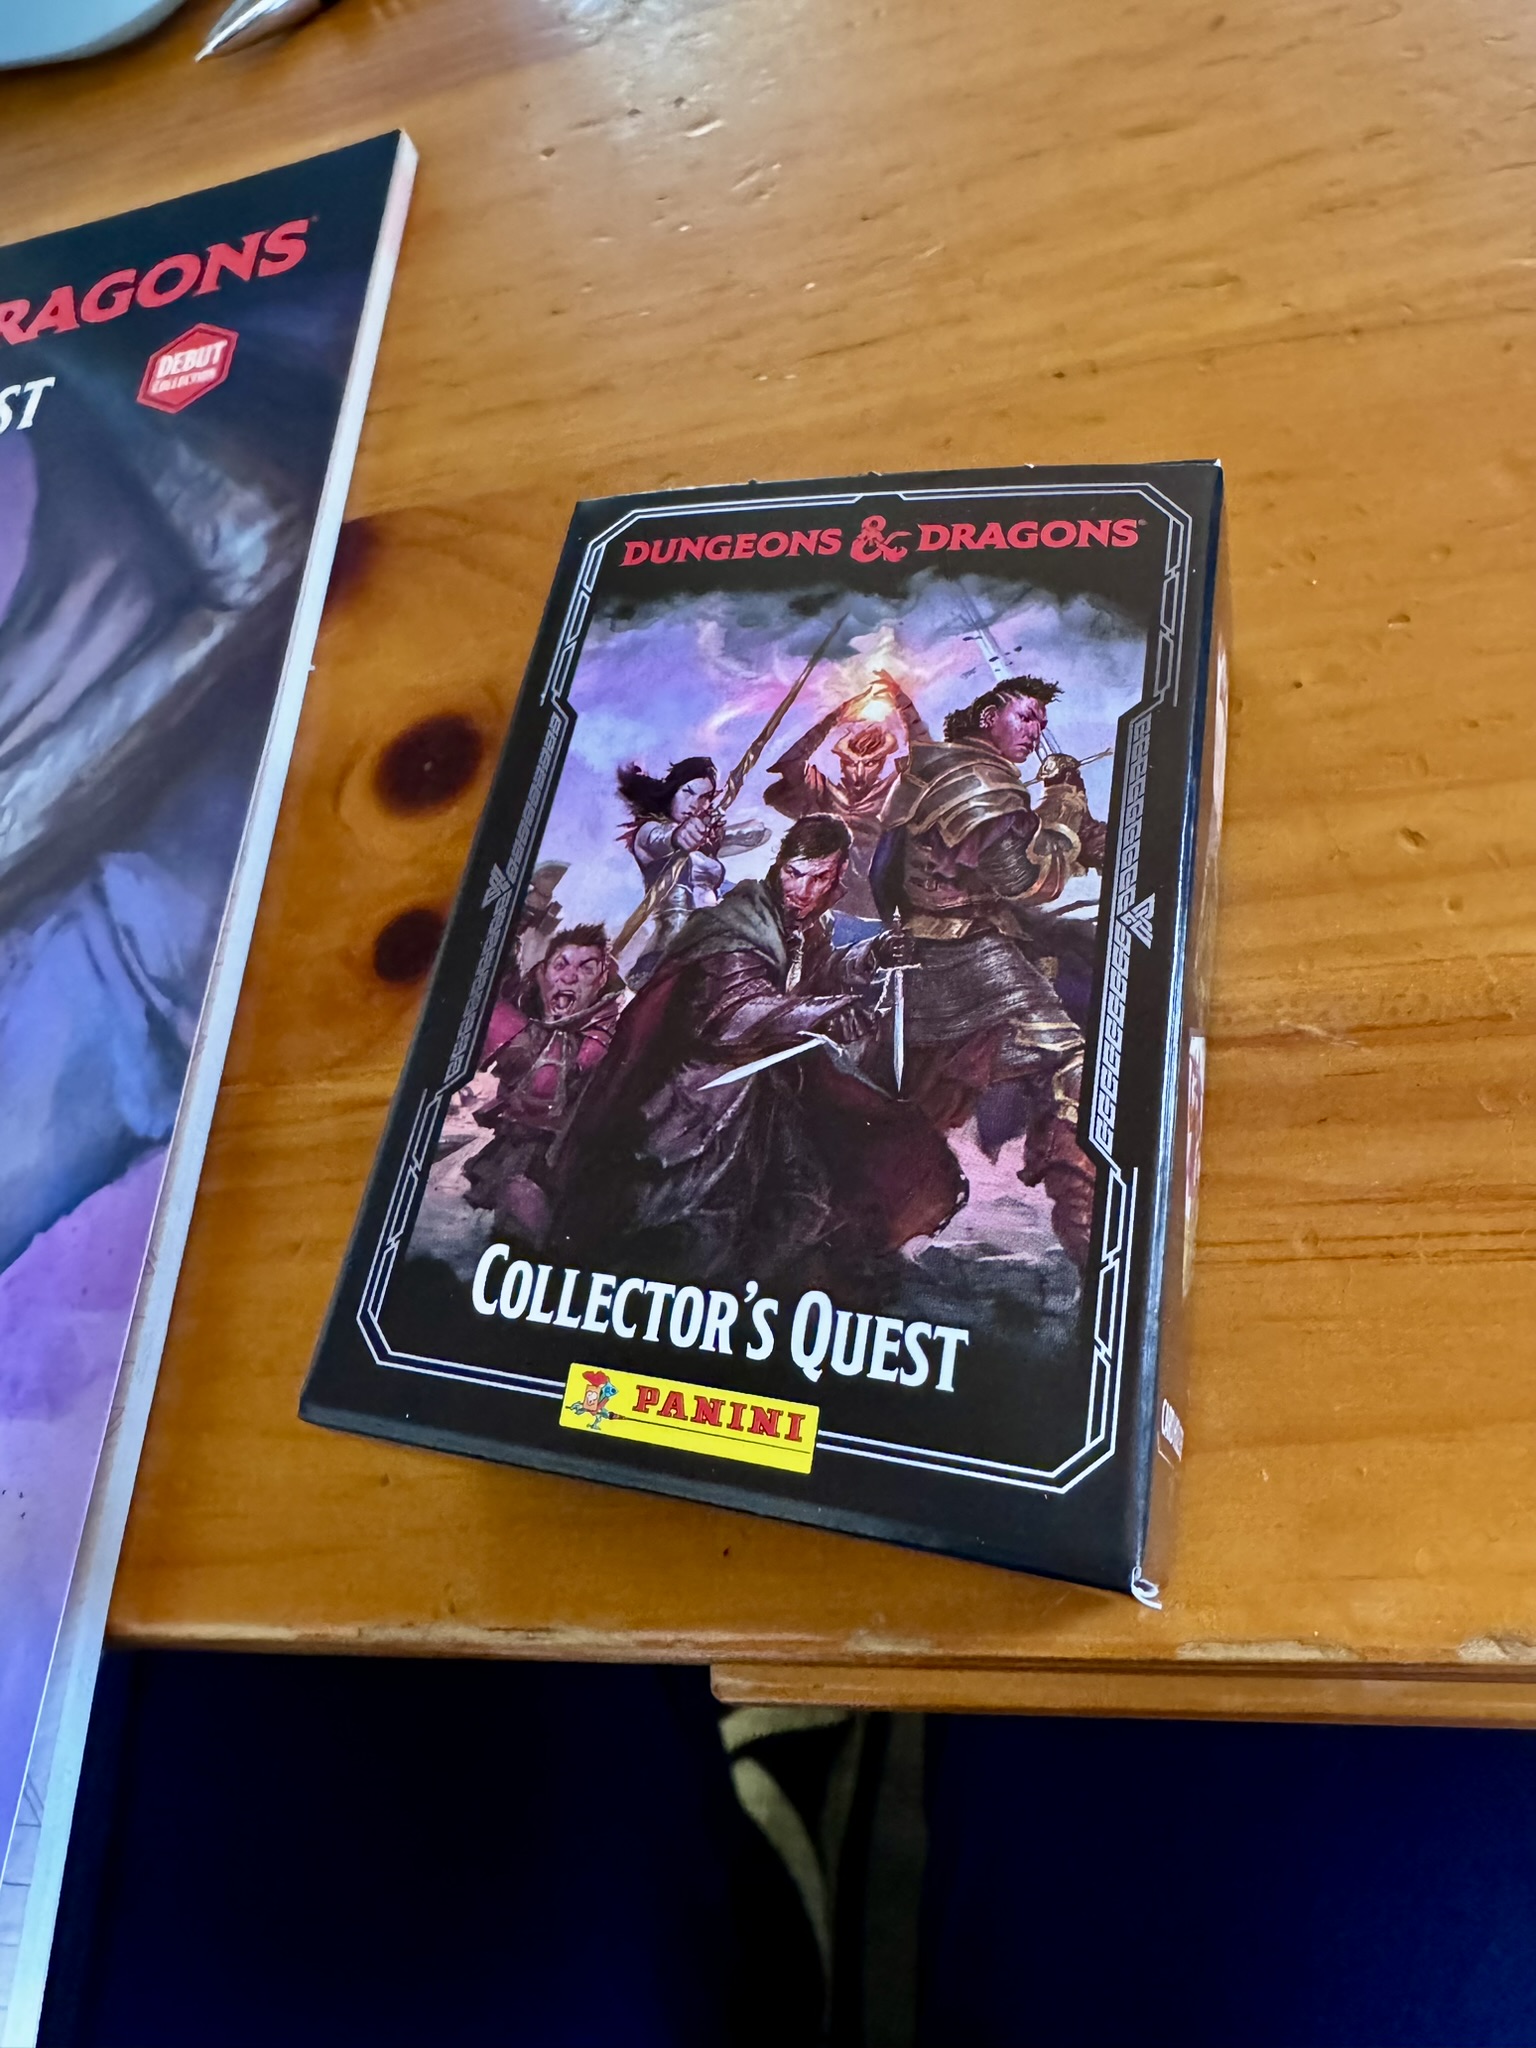 RAGONS
DEBUT
COLLECTION
ST
DUNGEONS & DRAGONS
COLLECTOR'S QUEST
PANINI